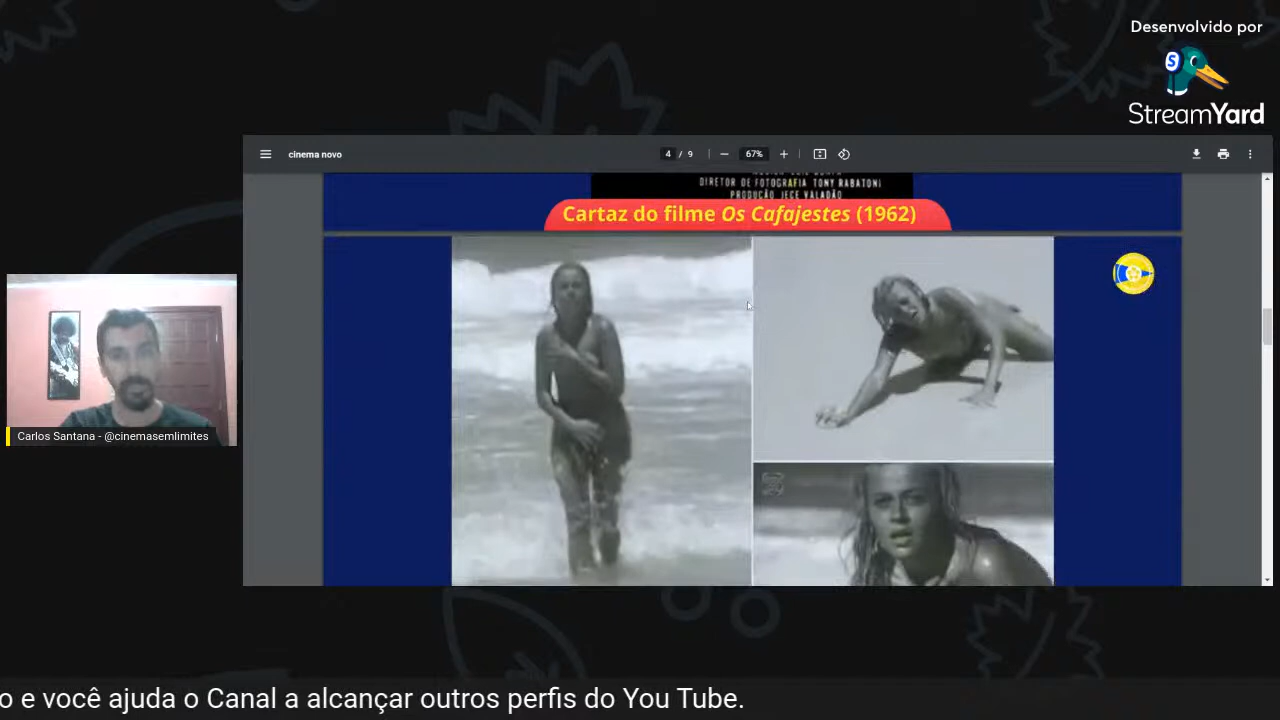 Desenvolvido por
StreamYard
cinema novo
4 / 9
67%
DIRETOR DE FOTOGRAFIA TONY RABATONI
PRODUÇÃO JECE VALADÃO
Cartaz do filme Os Cafajestes (1962)
Carlos Santana - @cinemasemlimites
o e você ajuda o Canal a alcançar outros perfis do You Tube.